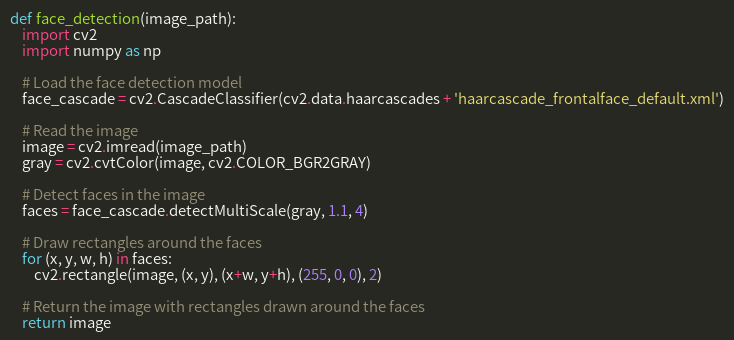 def face_detection(image_path):
    import cv2
    import numpy as np

    # Load the face detection model
    face_cascade = cv2.CascadeClassifier(cv2.data.haarcascades + 'haarcascade_frontalface_default.xml')

    # Read the image
    image = cv2.imread(image_path)
    gray = cv2.cvtColor(image, cv2.COLOR_BGR2GRAY)

    # Detect faces in the image
    faces = face_cascade.detectMultiScale(gray, 1.1, 4)

    # Draw rectangles around the faces
    for (x, y, w, h) in faces:
        cv2.rectangle(image, (x, y), (x+w, y+h), (255, 0, 0), 2)

    # Return the image with rectangles drawn around the faces
    return image